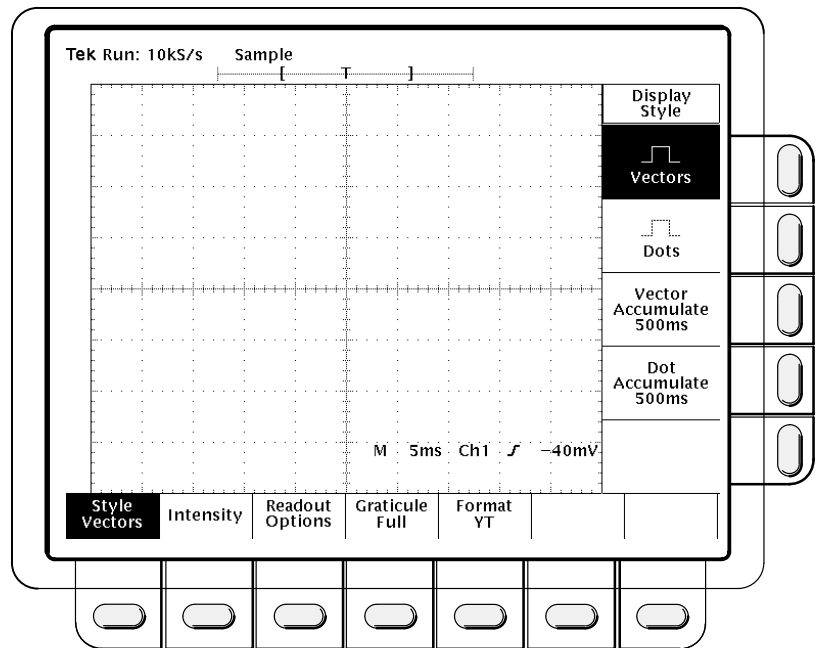 Tek Run: 10kS/s Sample
[ T ]
Display
Style
Vectors
Dots
Vector
Accumulate
500ms
Dot
Accumulate
500ms
M 5ms Ch1 −40mV
Style
Vectors
Intensity
Readout
Options
Graticule
Full
Format
YT